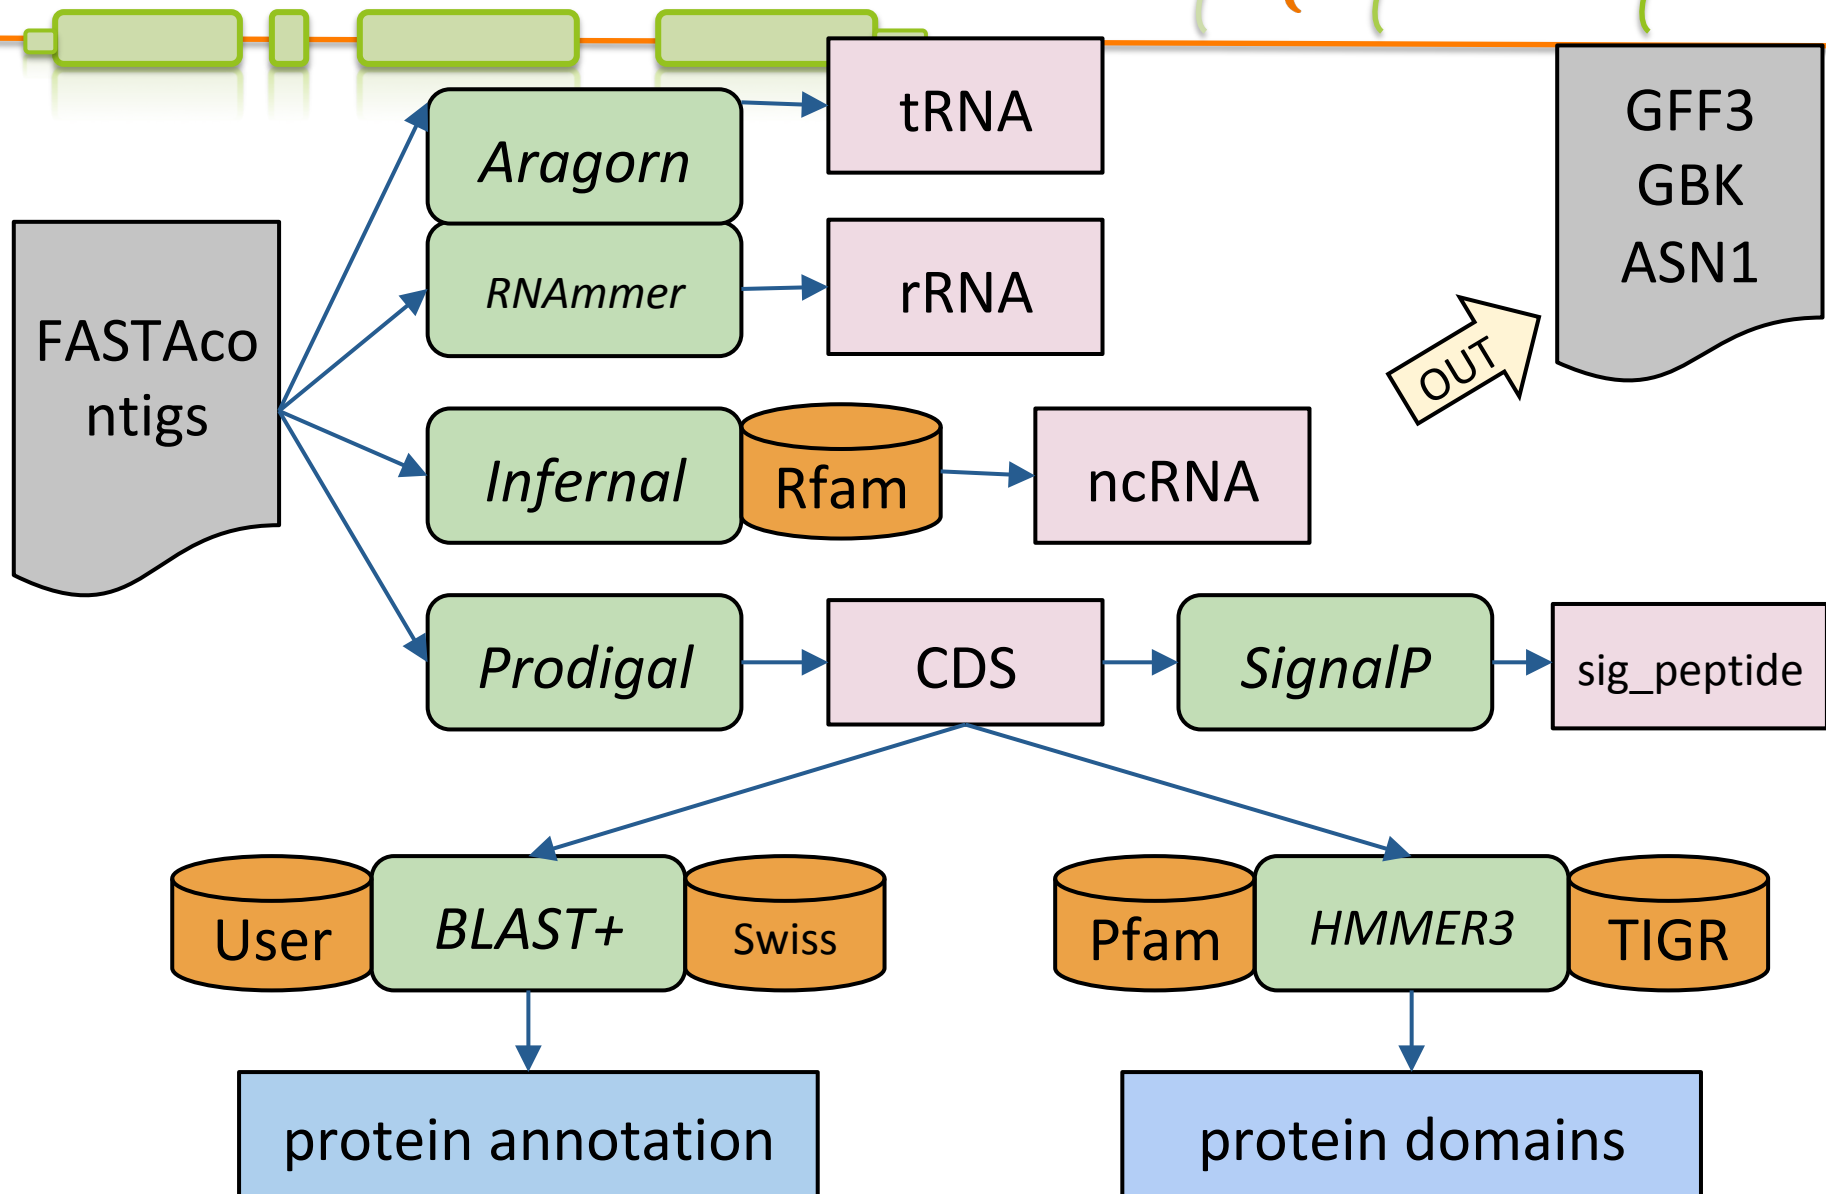 tRNA
GFF3
GBK
ASN1
Aragorn
RNAmmer
rRNA
FASTAco
ntigs
OUT
Infernal
Rfam
ncRNA
Prodigal
CDS
SignalP
sig_peptide
User
BLAST+
Swiss
Pfam
HMMER3
TIGR
protein annotation
protein domains